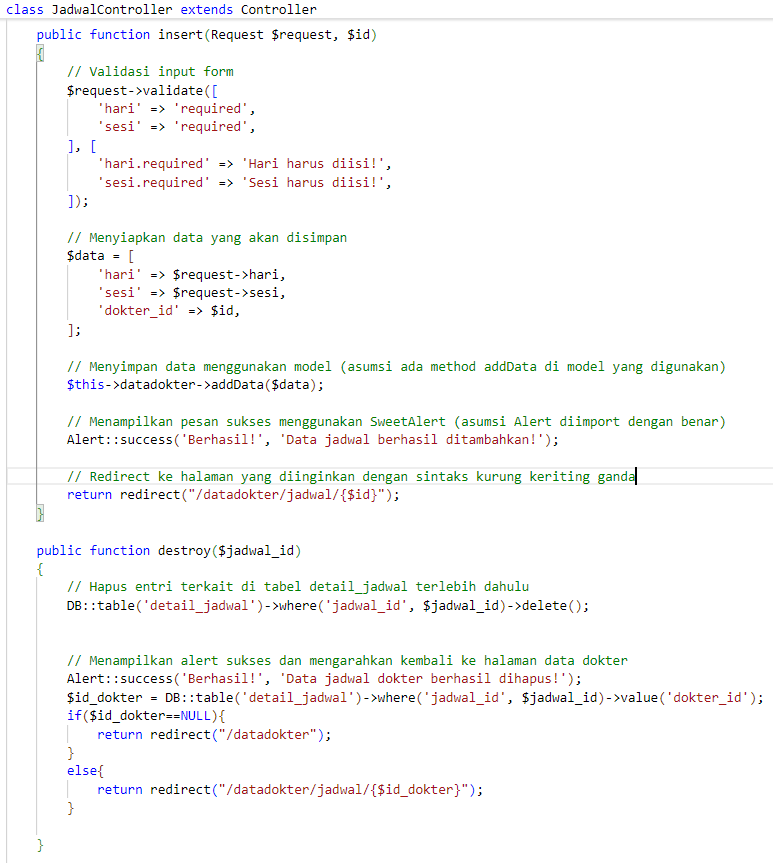 class JadwalController extends Controller
public function insert(Request $request, $id)
{
// Validasi input form
$request->validate([
'hari' => 'required',
'sesi' => 'required',
], [
'hari.required' => 'Hari harus diisi!',
'sesi.required' => 'Sesi harus diisi!',
]);
// Menyiapkan data yang akan disimpan
$data = [
'hari' => $request->hari,
'sesi' => $request->sesi,
'dokter_id' => $id,
];
// Menyimpan data menggunakan model (asumsi ada method addData di model yang digunakan)
$this->datadokter->addData($data);
// Menampilkan pesan sukses menggunakan SweetAlert (asumsi Alert diimport dengan benar)
Alert::success('Berhasil!', 'Data jadwal berhasil ditambahkan!');
// Redirect ke halaman yang diinginkan dengan sintaks kurung keriting ganda
return redirect("/datadokter/jadwal/{$id}");
}
public function destroy($jadwal_id)
{
// Hapus entri terkait di tabel detail_jadwal terlebih dahulu
DB::table('detail_jadwal')->where('jadwal_id', $jadwal_id)->delete();
// Menampilkan alert sukses dan mengarahkan kembali ke halaman data dokter
Alert::success('Berhasil!', 'Data jadwal dokter berhasil dihapus!');
$id_dokter = DB::table('detail_jadwal')->where('jadwal_id', $jadwal_id)->value('dokter_id');
if($id_dokter==NULL){
return redirect("/datadokter");
}
else{
return redirect("/datadokter/jadwal/{$id_dokter}");
}
}